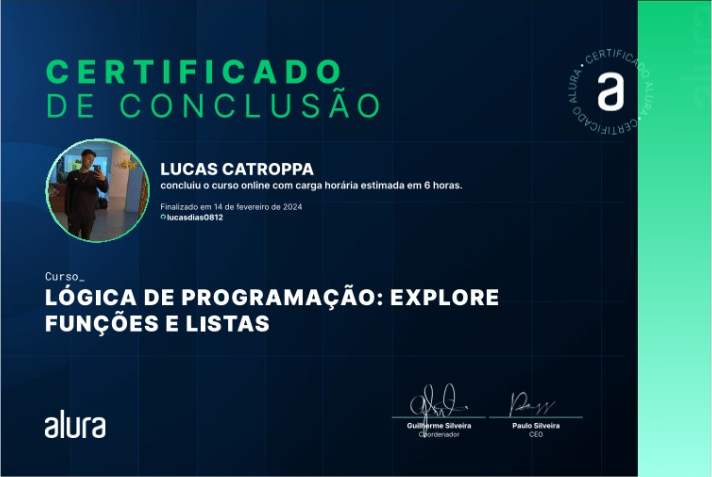 CERTIFICADO
DE CONCLUSÃO
CERTIFICADO ALURA • CERTIFICADO ALURA •
a
alura
LUCAS CATROPPA
concluiu o curso online com carga horária estimada em 6 horas.
Finalizado em 14 de fevereiro de 2024
lucasdias0812
Curso_
LÓGICA DE PROGRAMAÇÃO: EXPLORE
FUNÇÕES E LISTAS
alura
Guilherme Silveira
Coordenador
Paulo Silveira
CEO